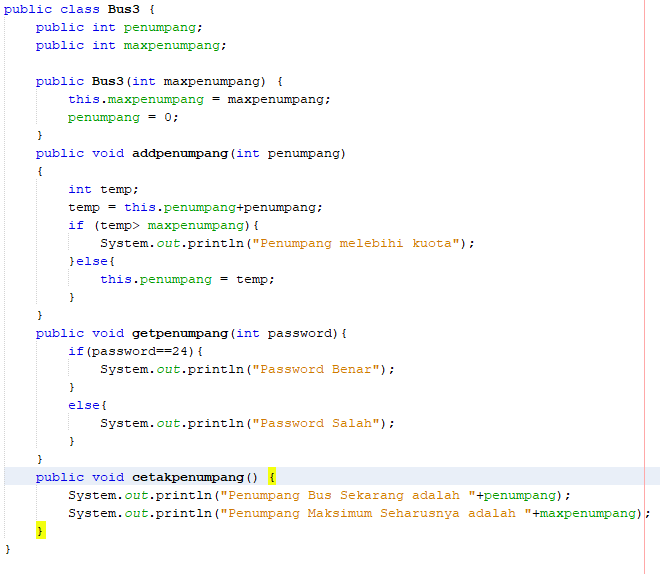 public class Bus3 {
    public int penumpang;
    public int maxpenumpang;
    public Bus3(int maxpenumpang) {
        this.maxpenumpang = maxpenumpang;
        penumpang = 0;
    }
    public void addpenumpang(int penumpang)
    {
        int temp;
        temp = this.penumpang+penumpang;
        if (temp> maxpenumpang){
            System.out.println("Penumpang melebihi kuota");
        }else{
            this.penumpang = temp;
        }
    }
    public void getpenumpang(int password){
        if(password==24){
            System.out.println("Password Benar");
        }
        else{
            System.out.println("Password Salah");
        }
    }
    public void cetakpenumpang() {
        System.out.println("Penumpang Bus Sekarang adalah "+penumpang);
        System.out.println("Penumpang Maksimum Seharusnya adalah "+maxpenumpang);
    }
}